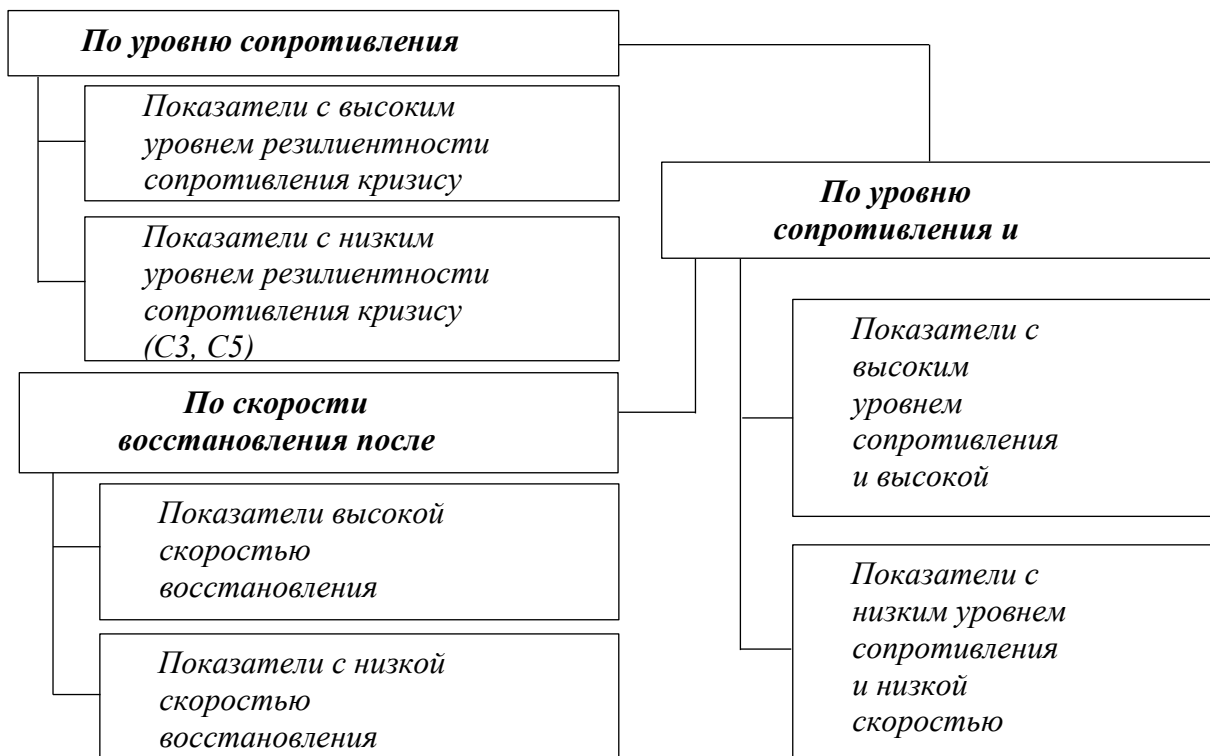 По уровню сопротивления
Показатели с высоким
уровнем резилиентности
сопротивления кризису
Показатели с низким
уровнем резилиентности
сопротивления кризису
(С3, С5)
По скорости
восстановления после
Показатели высокой
скоростью
восстановления
Показатели с низкой
скоростью
восстановления
По уровню
сопротивления и
Показатели с
высоким
уровнем
сопротивления
и высокой
Показатели с
низким уровнем
сопротивления
и низкой
скоростью